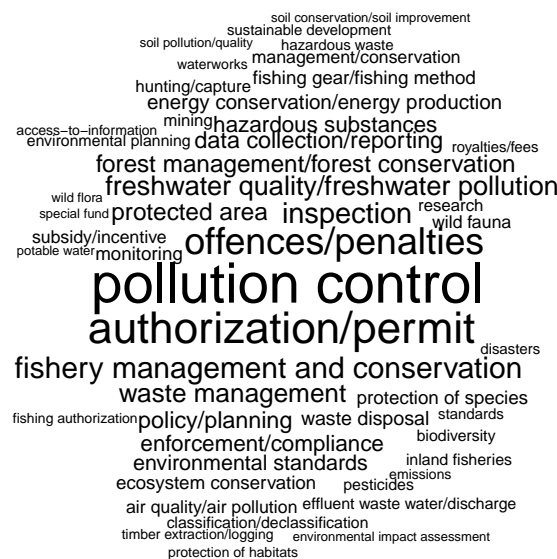 soil conservation/soil improvement
sustainable development
soil pollution/quality hazardous waste
waterworks management/conservation
hunting/capture fishing gear/fishing method
energy conservation/energy production
mining hazardous substances
access−to−information
environmental planning data collection/reporting royalties/fees
forest management/forest conservation
freshwater quality/freshwater pollution
wild flora
special fund protected area inspection research
wild fauna
subsidy/incentive offences/penalties
potable water monitoring
pollution control
authorization/permit
disasters
fishery management and conservation
waste management protection of species
fishing authorization policy/planning waste disposal standards
enforcement/compliance biodiversity
environmental standards inland fisheries
ecosystem conservation pesticides emissions
air quality/air pollution effluent waste water/discharge
classification/declassification
timber extraction/logging environmental impact assessment
protection of habitats